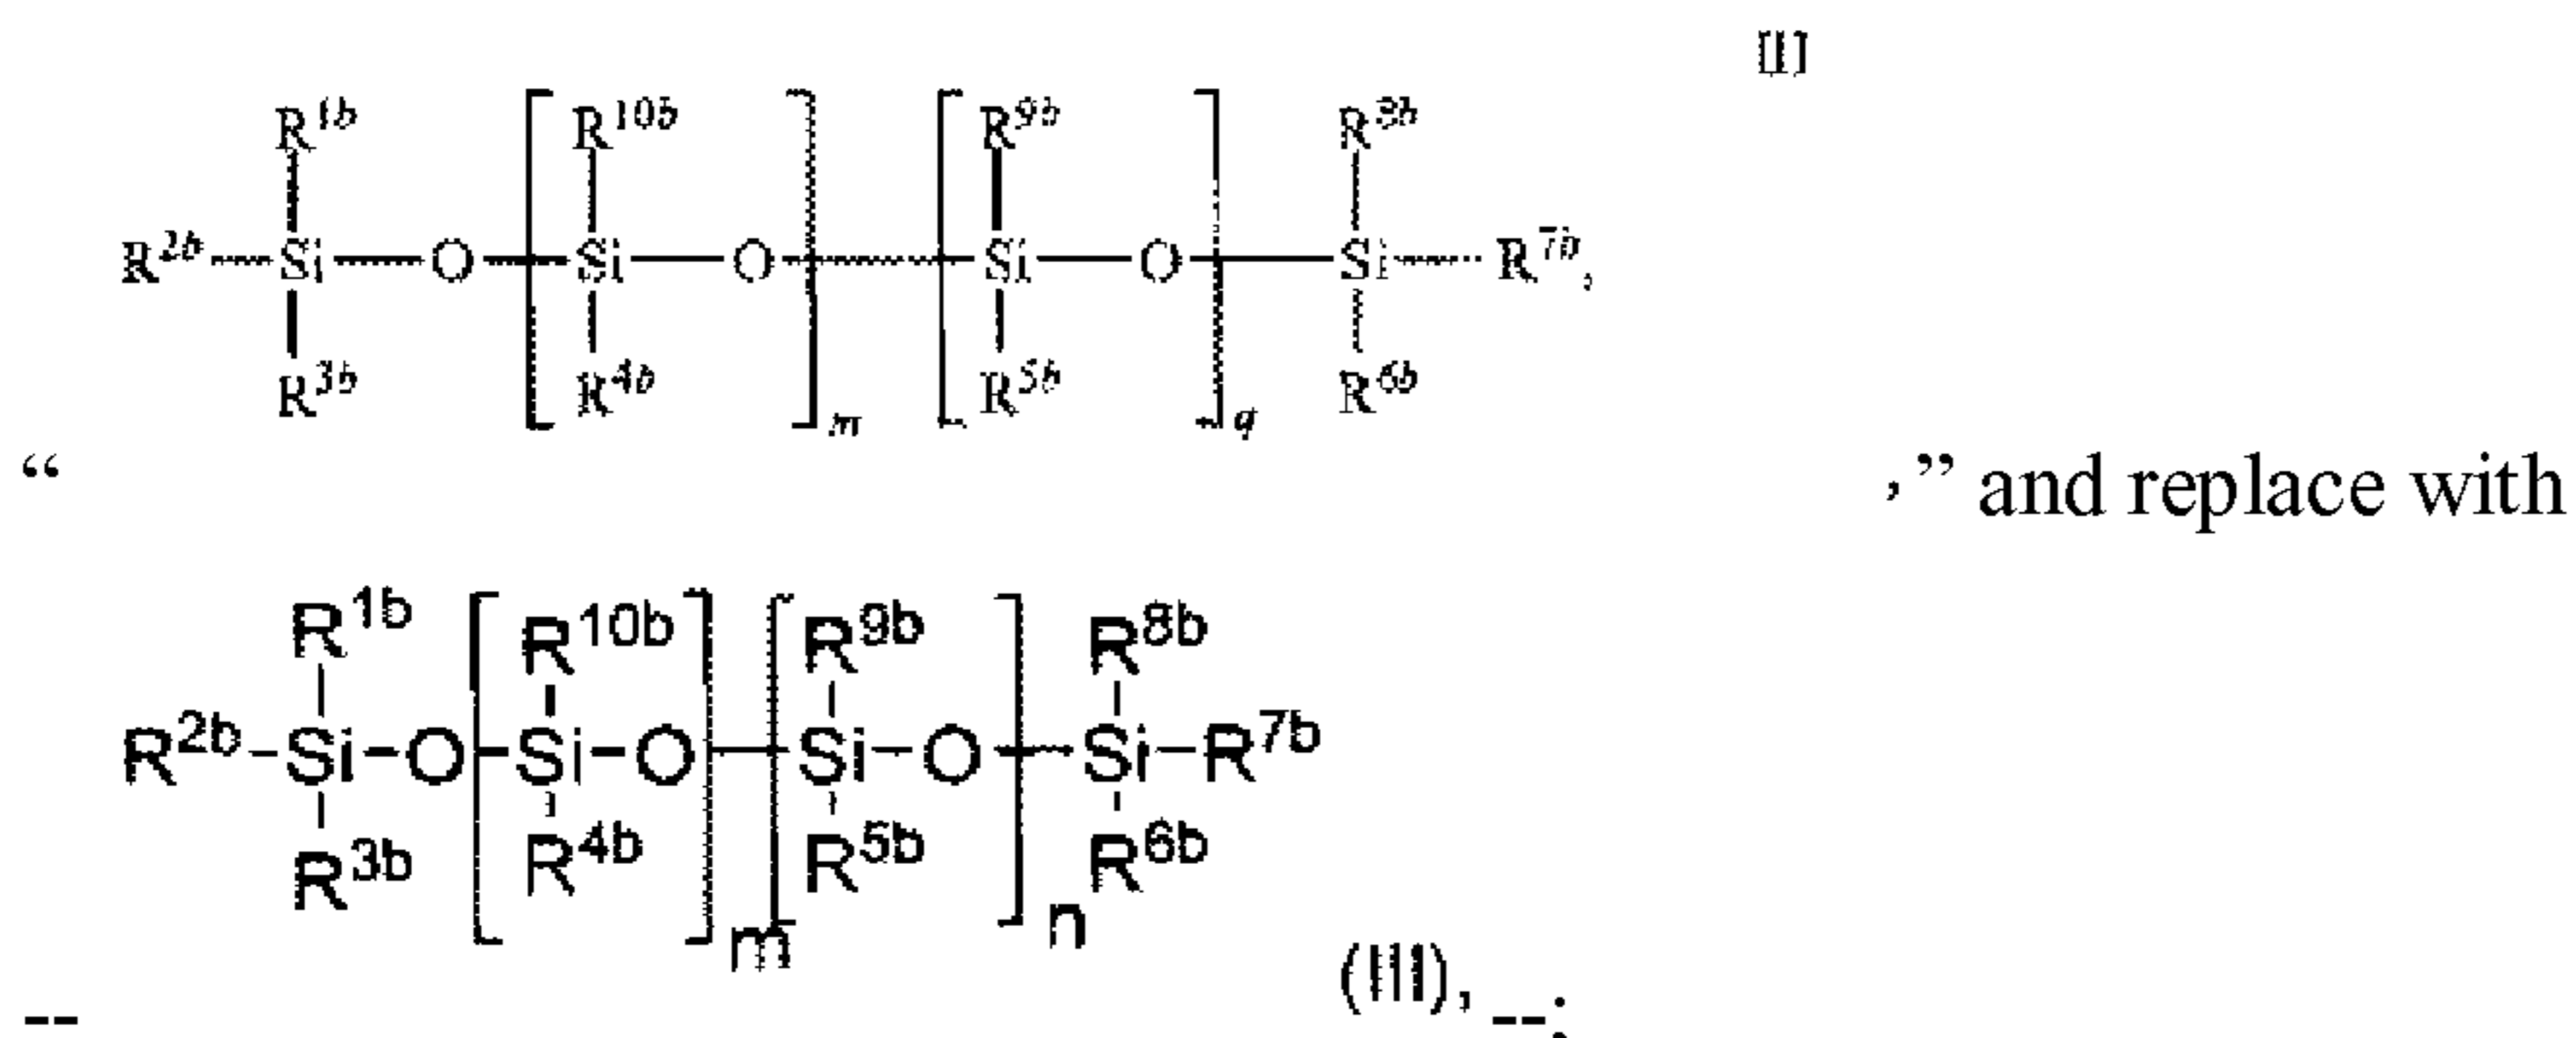 [I]
R1b R10b R9b R8b
R2b Si O Si O Si O Si R7b,
R3b R4b R5b R6b
m q
“ ,” and replace with
R1b R10b R9b R8b
R2b-Si-O-Si-O-Si-O-Si-R7b
R3b R4b R5b R6b
m n
-- (III), --;